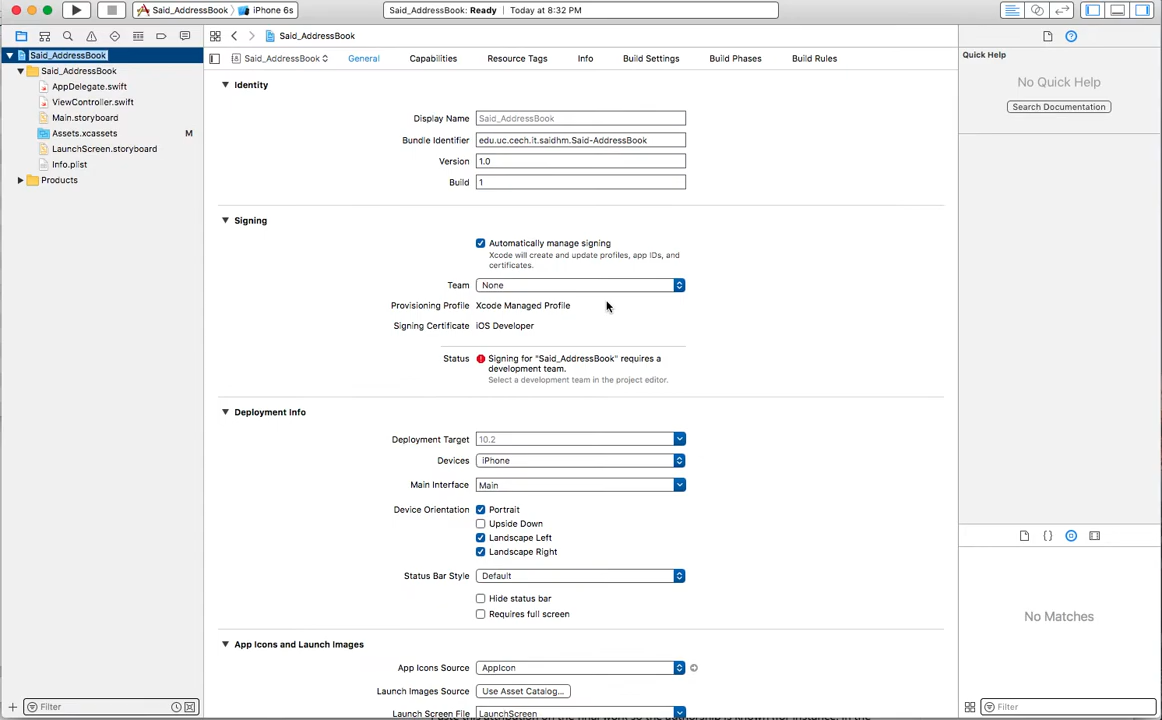 Said_AddressBook iPhone 6s
Said_AddressBook: Ready Today at 8:32 PM
Said_AddressBook
Said_AddressBook
AppDelegate.swift
ViewController.swift
Main.storyboard
Assets.xcassets M
LaunchScreen.storyboard
Info.plist
Products
Filter
Said_AddressBook
Said_AddressBook General Capabilities Resource Tags Info Build Settings Build Phases Build Rules
Identity
Display Name Said_AddressBook
Bundle Identifier edu.uc.cech.it.saidhm.Said-AddressBook
Version 1.0
Build 1
Signing
Automatically manage signing
Xcode will create and update profiles, app IDs, and
certificates.
Team None
Provisioning Profile Xcode Managed Profile
Signing Certificate iOS Developer
Status Signing for "Said_AddressBook" requires a
development team.
Select a development team in the project editor.
Deployment Info
Deployment Target 10.2
Devices iPhone
Main Interface Main
Device Orientation Portrait
Upside Down
Landscape Left
Landscape Right
Status Bar Style Default
Hide status bar
Requires full screen
App Icons and Launch Images
App Icons Source AppIcon
Launch Images Source Use Asset Catalog...
Launch Screen File LaunchScreen
Quick Help
No Quick Help
Search Documentation
{ }
No Matches
Filter